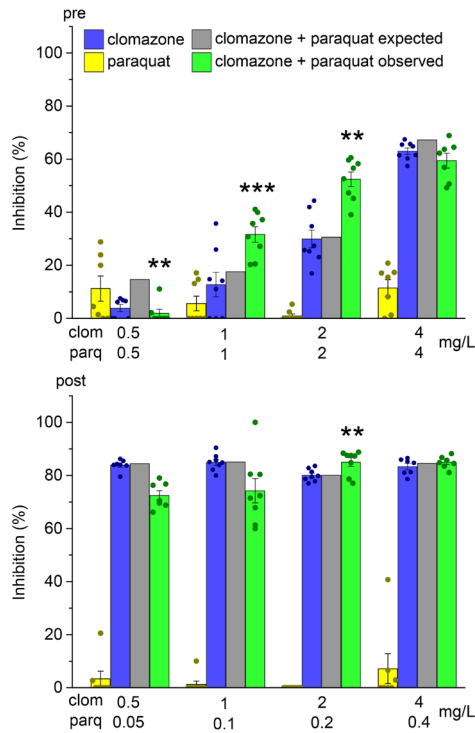 pre
clomazone
clomazone + paraquat expected
paraquat
clomazone + paraquat observed
Inhibition (%)
100
80
60
40
20
0
**
***
**
clom 0.5 1 2 4 mg/L
parq 0.5 1 2 4
post
Inhibition (%)
100
80
60
40
20
0
**
clom 0.5 1 2 4 mg/L
parq 0.05 0.1 0.2 0.4